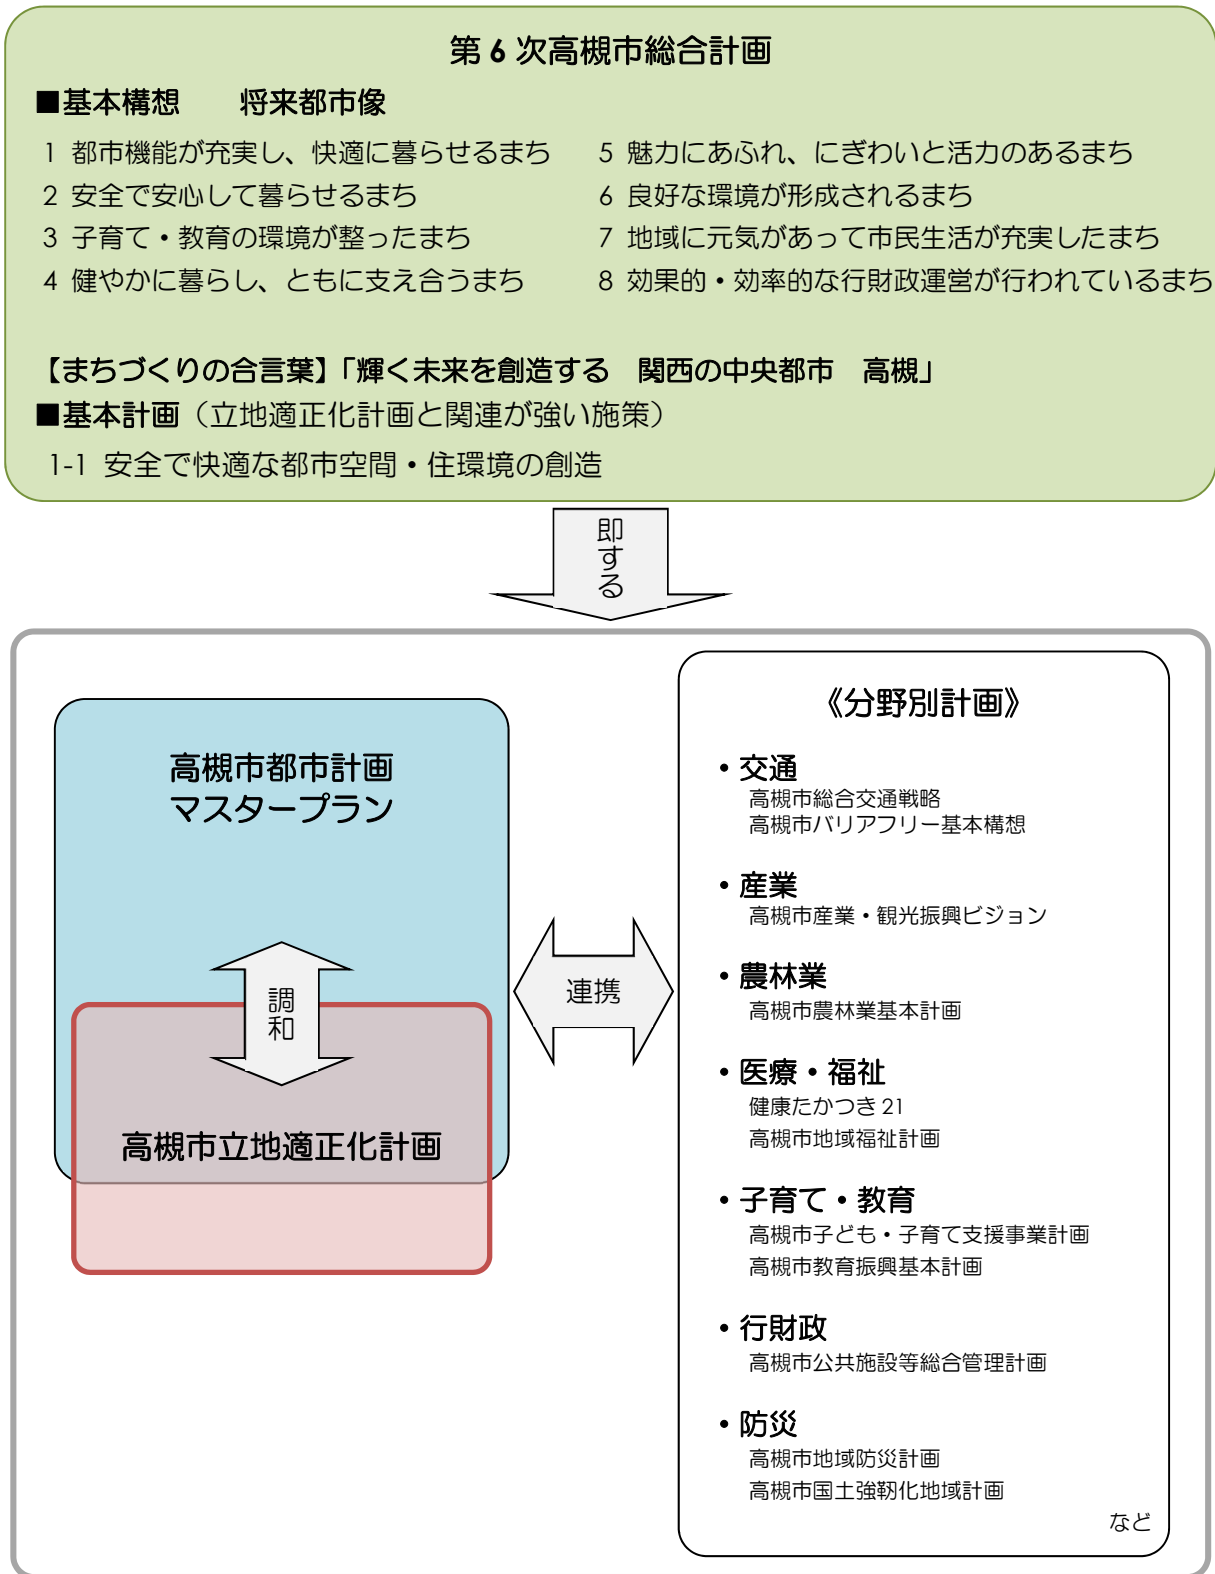 第 6 次高槻市総合計画
■基本構想　　将来都市像
1 都市機能が充実し、快適に暮らせるまち
2 安全で安心して暮らせるまち
3 子育て・教育の環境が整ったまち
4 健やかに暮らし、ともに支え合うまち
5 魅力にあふれ、にぎわいと活力のあるまち
6 良好な環境が形成されるまち
7 地域に元気があって市民生活が充実したまち
8 効果的・効率的な行財政運営が行われているまち
【まちづくりの合言葉】「輝く未来を創造する　関西の中央都市　高槻」
■基本計画（立地適正化計画と関連が強い施策）
1-1 安全で快適な都市空間・住環境の創造
即する
高槻市都市計画
マスタープラン
調和
高槻市立地適正化計画
連携
《分野別計画》
・交通
高槻市総合交通戦略
高槻市バリアフリー基本構想
・産業
高槻市産業・観光振興ビジョン
・農林業
高槻市農林業基本計画
・医療・福祉
健康たかつき 21
高槻市地域福祉計画
・子育て・教育
高槻市子ども・子育て支援事業計画
高槻市教育振興基本計画
・行財政
高槻市公共施設等総合管理計画
・防災
高槻市地域防災計画
高槻市国土強靭化地域計画
など